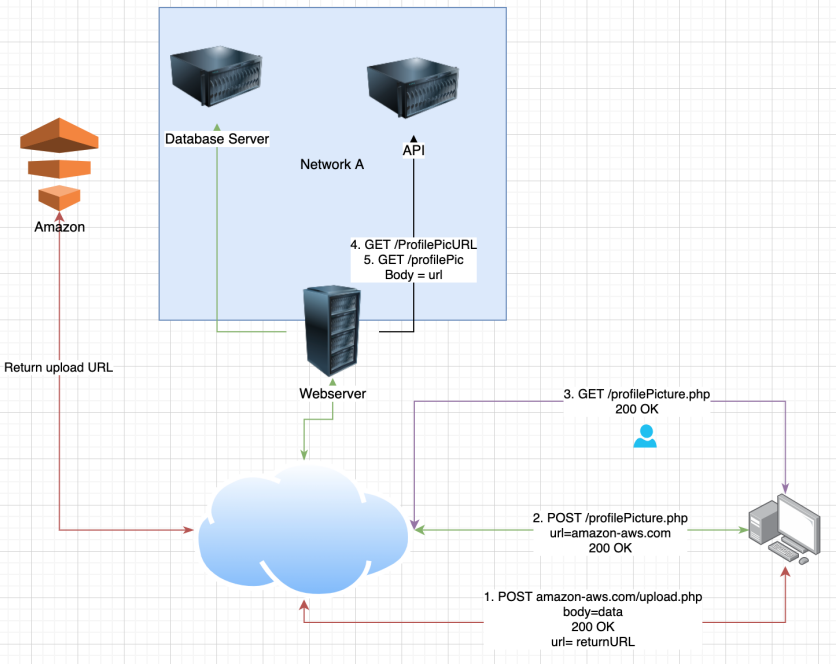 Database Server
API
Network A
Amazon
4. GET /ProfilePicURL
5. GET /profilePic
Body = url
Return upload URL
Webserver
3. GET /profilePicture.php
200 OK
2. POST /profilePicture.php
url=amazon-aws.com
200 OK
1. POST amazon-aws.com/upload.php
body=data
200 OK
url= returnURL